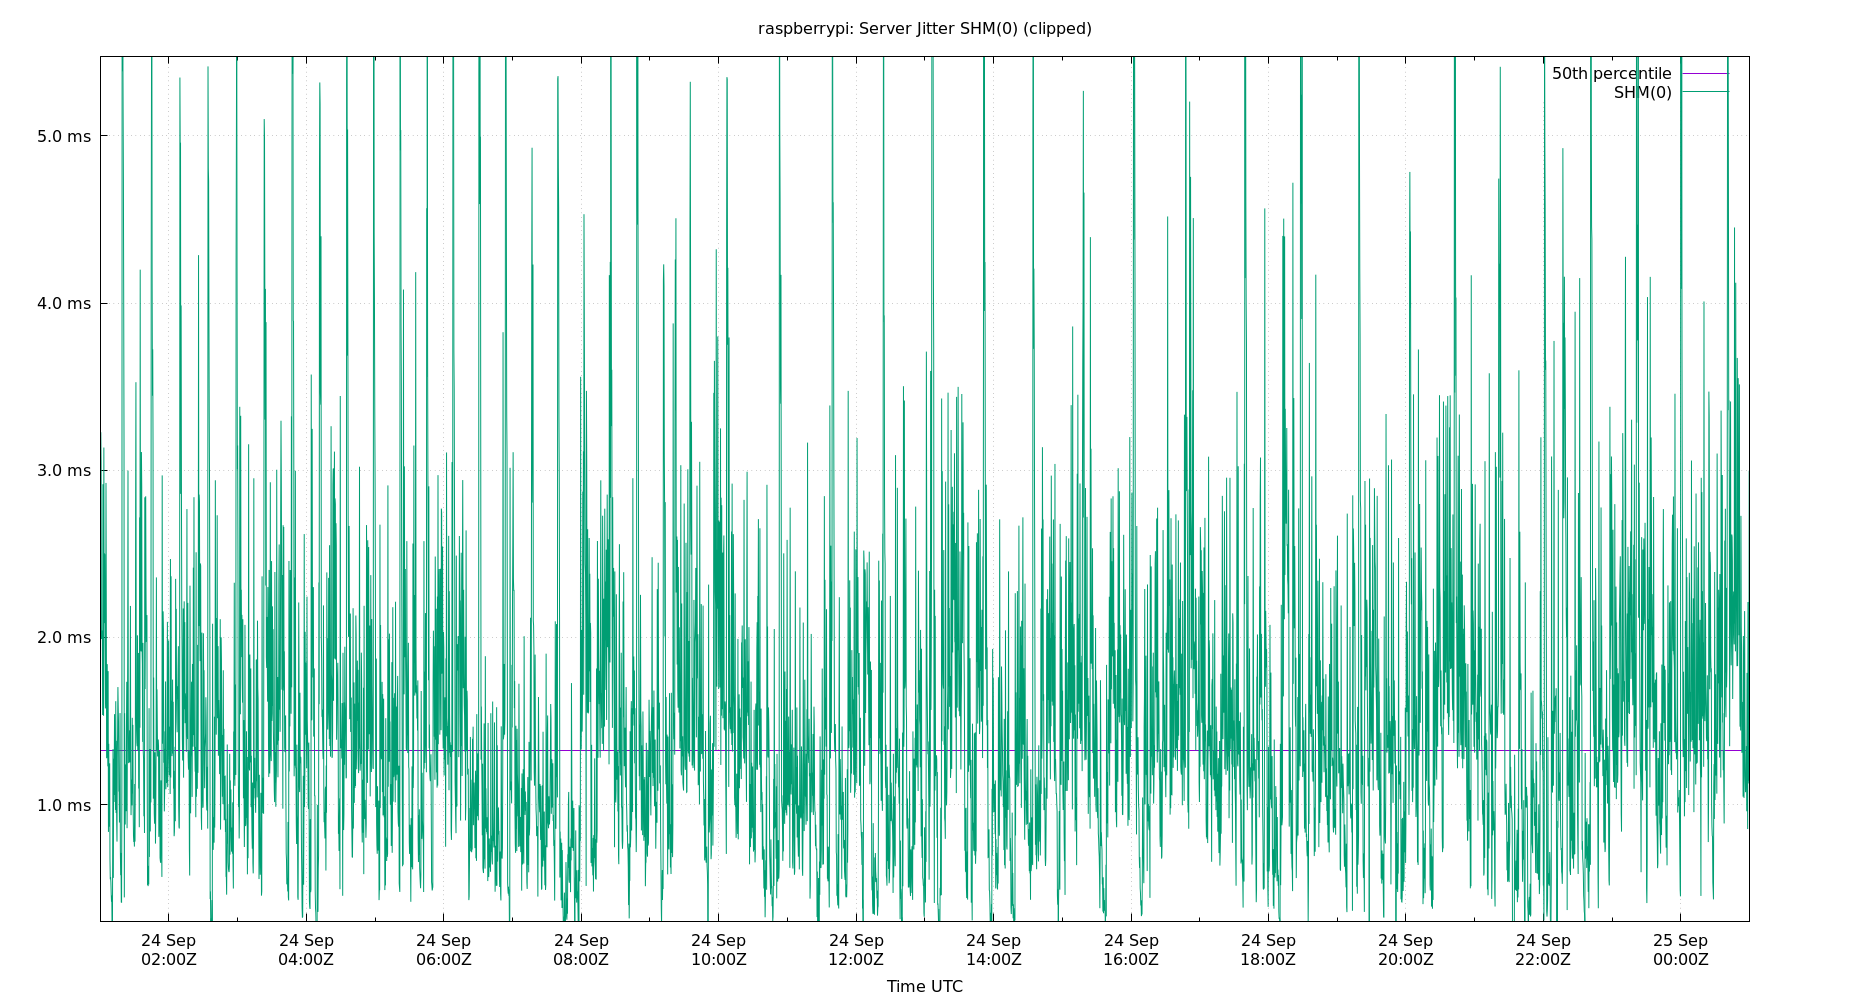 raspberrypi: Server Jitter SHM(0) (clipped)
50th percentile
SHM(0)
5.0 ms
4.0 ms
3.0 ms
2.0 ms
1.0 ms
24 Sep 24 Sep 24 Sep 24 Sep 24 Sep 24 Sep 24 Sep 24 Sep 24 Sep 24 Sep 24 Sep 25 Sep
02:00Z 04:00Z 06:00Z 08:00Z 10:00Z 12:00Z 14:00Z 16:00Z 18:00Z 20:00Z 22:00Z 00:00Z
Time UTC